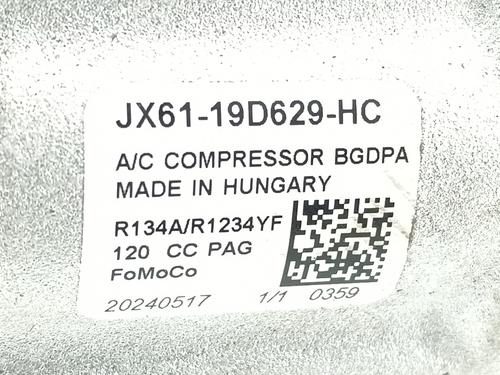 JX61-19D629-HC
A/C COMPRESSOR BGDPA
MADE IN HUNGARY
R134A/R1234YF
120 CC PAG
FoMoCo
20240517 1/1 0359